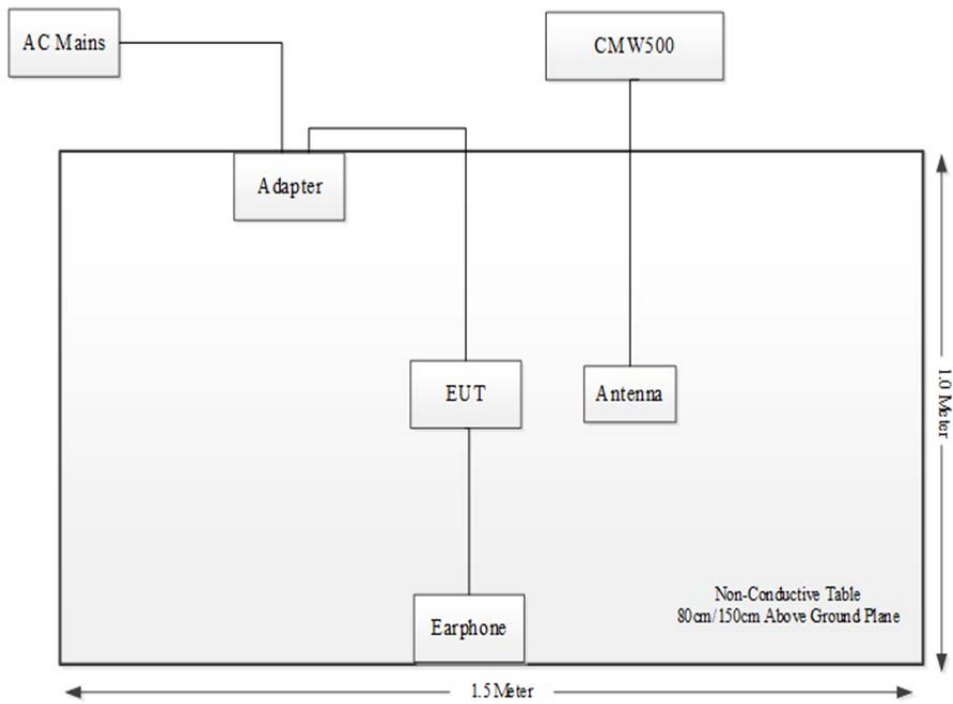 AC Mains
CMW500
Adapter
EUT
Antenna
1.0 Meter
Non-Conductive Table
80cm/150cm Above Ground Plane
Earphone
1.5 Meter